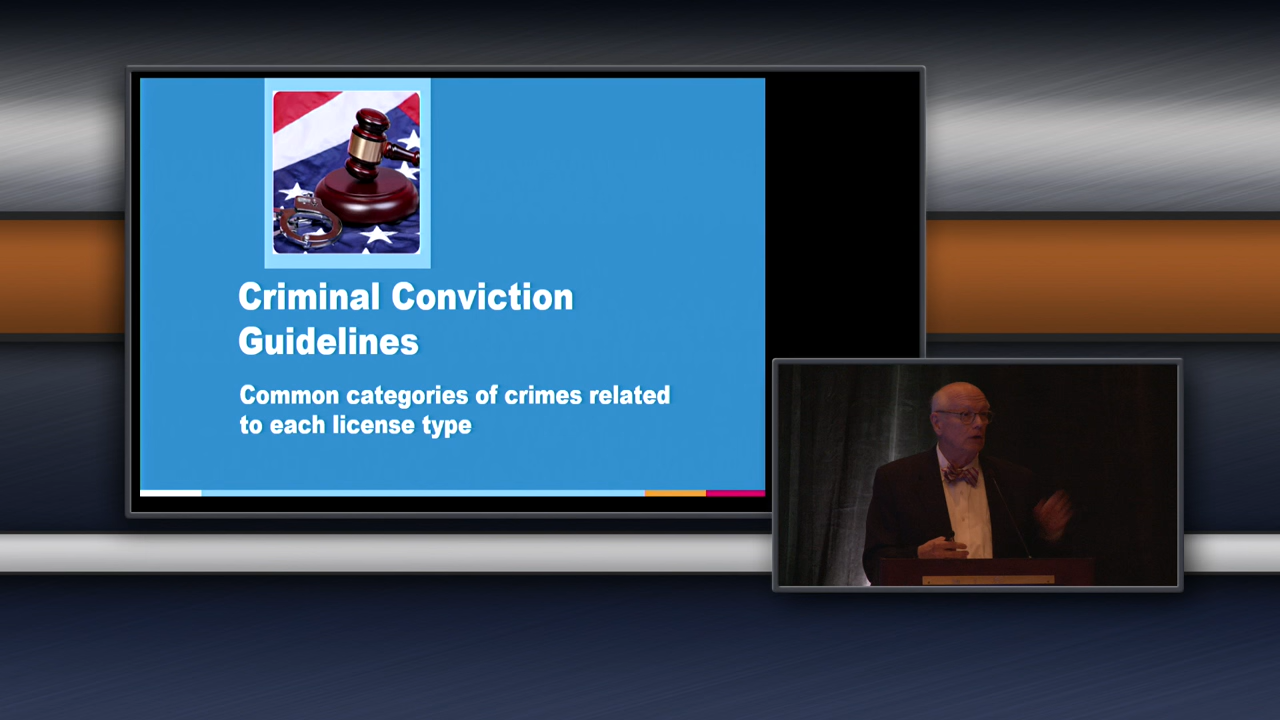 Criminal Conviction
Guidelines
Common categories of crimes related
to each license type